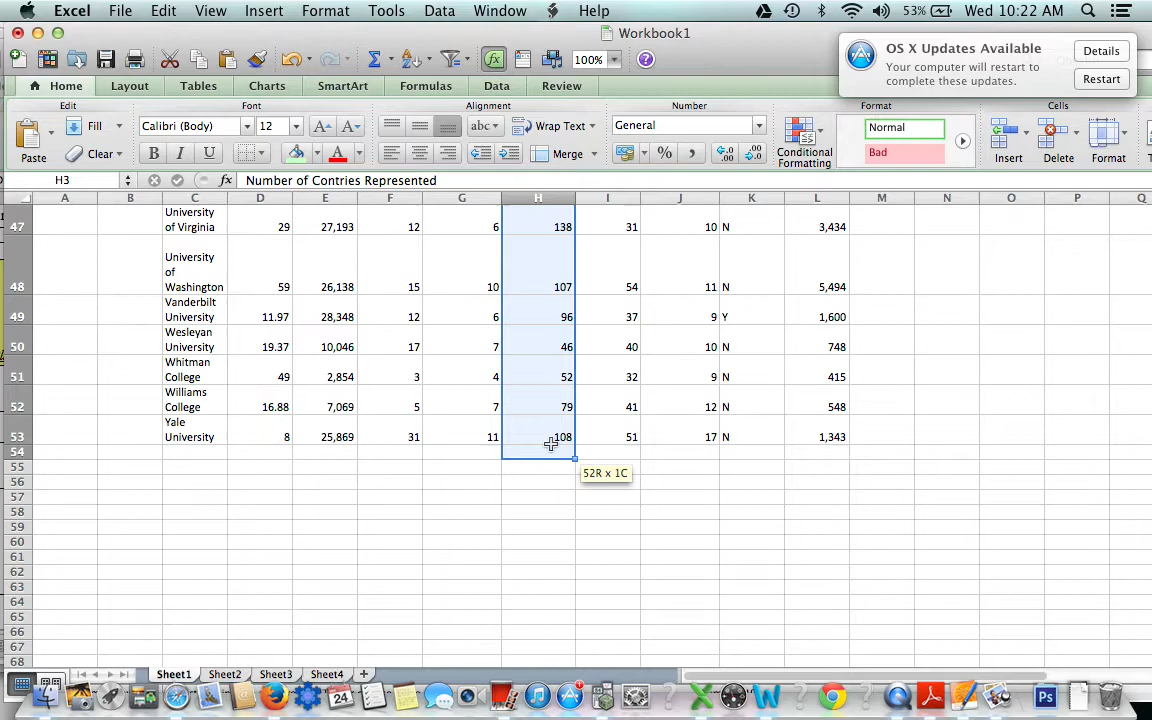 Excel File Edit View Insert Format Tools Data Window Help 53% Wed 10:22 AM
Workbook1
OS X Updates Available
Your computer will restart to complete these updates.
Details
Restart
100%
Home Layout Tables Charts SmartArt Formulas Data Review
Edit Font Alignment Number Format Cells
Paste Fill Clear
Calibri (Body) 12
B I U A A A
abc Wrap Text
Merge
General
%
Conditional Formatting
Normal
Bad
Insert Delete Format
H3 fx Number of Contries Represented
A B C D E F G H I J K L M N O P Q
47 University of Virginia 29 27,193 12 6 138 31 10 N 3,434
48 University of Washington 59 26,138 15 10 107 54 11 N 5,494
49 Vanderbilt University 11.97 28,348 12 6 96 37 9 Y 1,600
50 Wesleyan University 19.37 10,046 17 7 46 40 10 N 748
51 Whitman College 49 2,854 3 4 52 32 9 N 415
52 Williams College 16.88 7,069 5 7 79 41 12 N 548
53 Yale University 8 25,869 31 11 108 51 17 N 1,343
54
55 52R x 1C
56
57
58
59
60
61
62
63
64
65
66
67
68
Sheet1 Sheet2 Sheet3 Sheet4 +
24
Ps